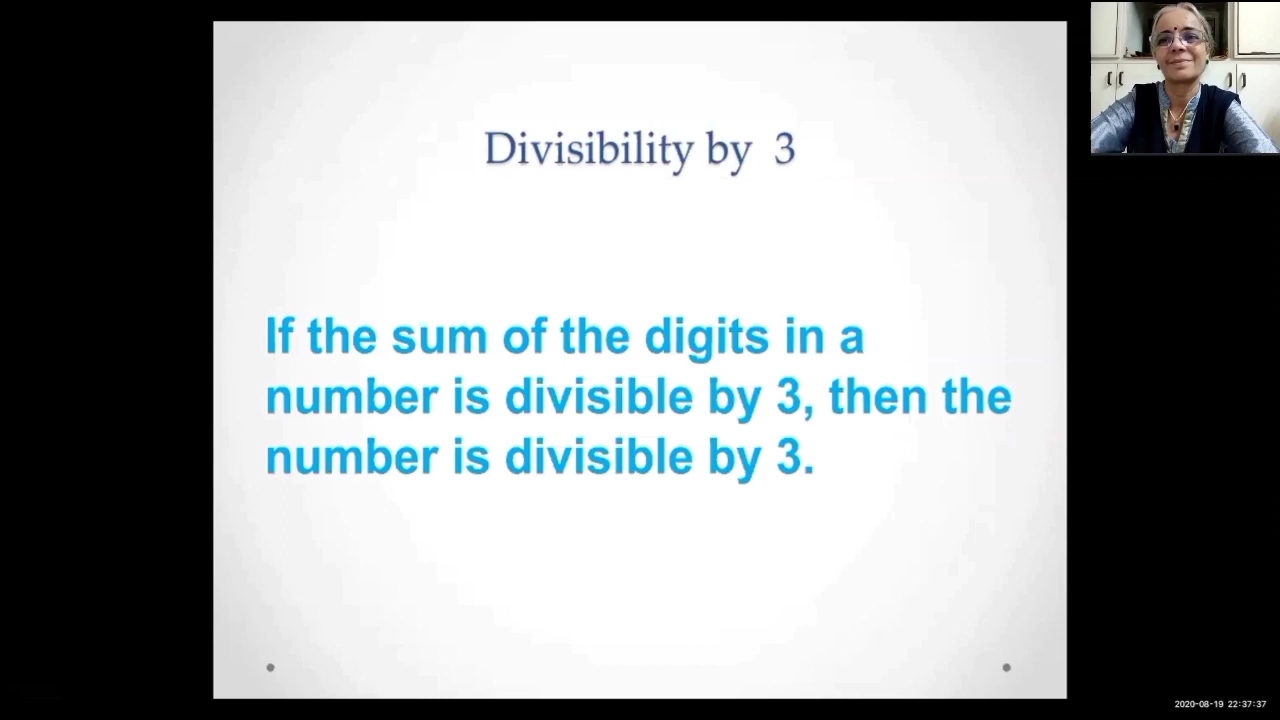 Divisibility by 3
If the sum of the digits in a
number is divisible by 3, then the
number is divisible by 3.
2020-08-19 22:37:37